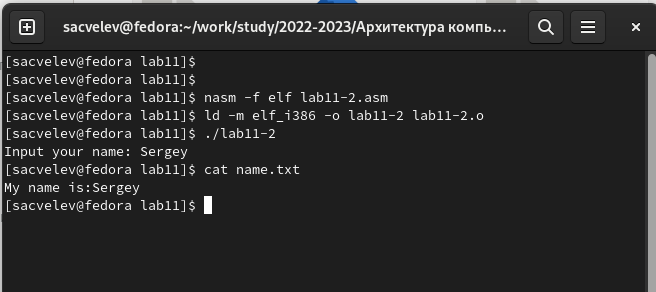 sacvelev@fedora:~/work/study/2022-2023/Архитектура компь…
[sacvelev@fedora lab11]$
[sacvelev@fedora lab11]$
[sacvelev@fedora lab11]$ nasm -f elf lab11-2.asm
[sacvelev@fedora lab11]$ ld -m elf_i386 -o lab11-2 lab11-2.o
[sacvelev@fedora lab11]$ ./lab11-2
Input your name: Sergey
[sacvelev@fedora lab11]$ cat name.txt
My name is:Sergey
[sacvelev@fedora lab11]$